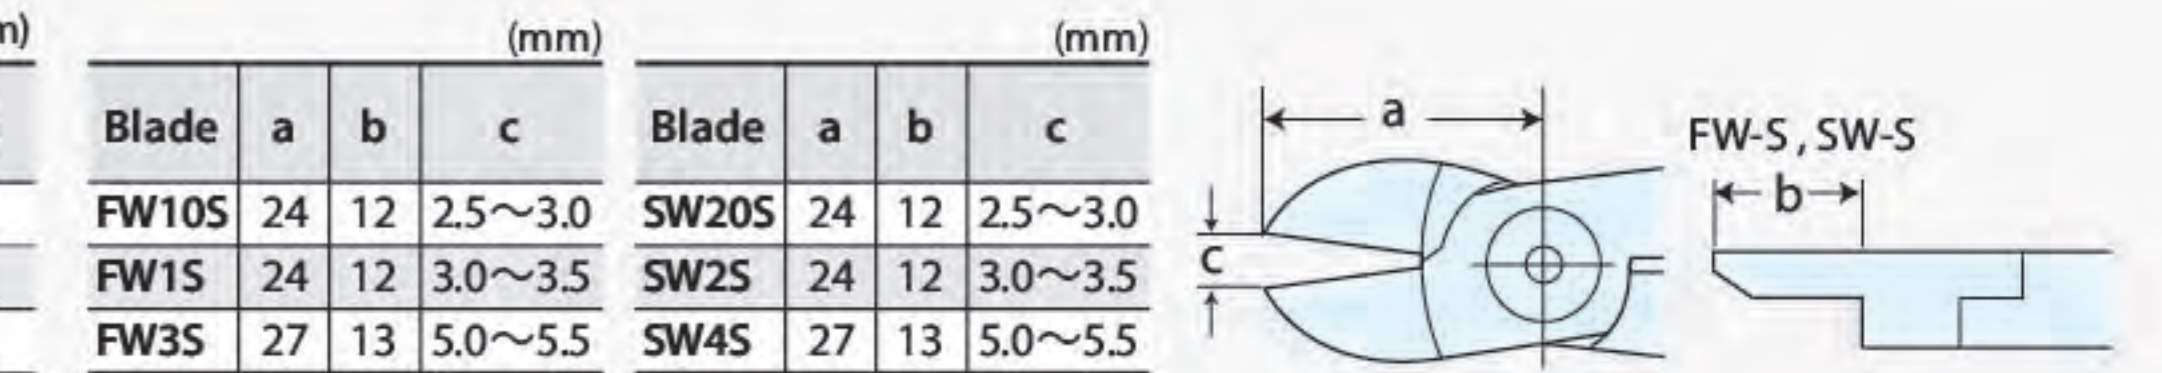 m)
(mm)
Blade a b c
FW10S 24 12 2.5〜3.0
FW1S 24 12 3.0〜3.5
FW3S 27 13 5.0〜5.5
(mm)
Blade a b c
SW20S 24 12 2.5〜3.0
SW2S 24 12 3.0〜3.5
SW4S 27 13 5.0〜5.5
a
c
FW-S , SW-S
b